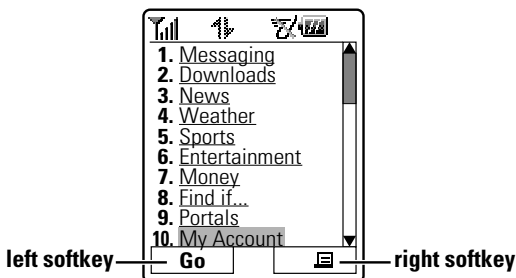 1. Messaging
2. Downloads
3. News
4. Weather
5. Sports
6. Entertainment
7. Money
8. Find if...
9. Portals
10. My Account
left softkey Go right softkey